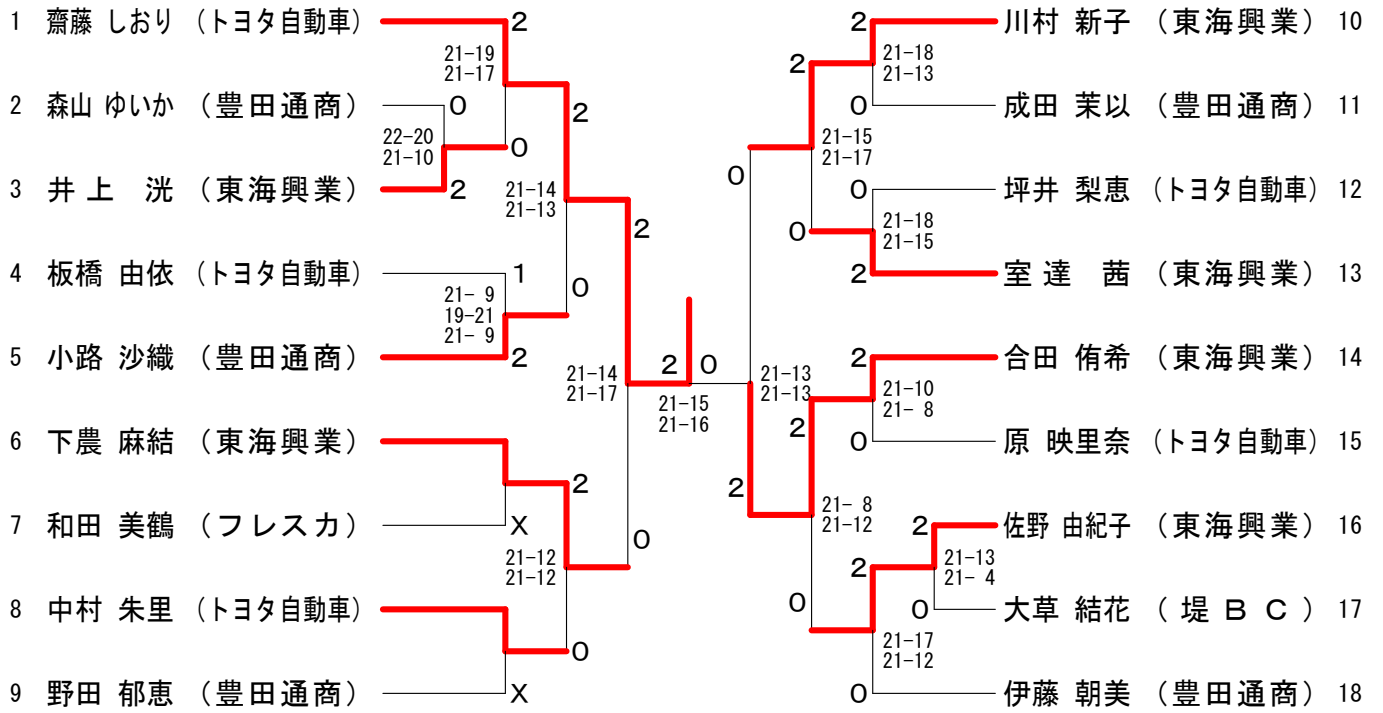 1 齋藤 しおり (トヨタ自動車) 2 2 川村 新子 (東海興業) 10
21-19 2 21-18
21-17 21-13
2 森山 ゆいか (豊田通商) 0 2 0 成田 茉以 (豊田通商) 11
22-20 21-15
21-10 0 21-17
3 井上 洸 (東海興業) 2 21-14 0 0 坪井 梨恵 (トヨタ自動車) 12
21-13 21-18
2 0 21-15
4 板橋 由依 (トヨタ自動車) 1 0 2 室達 茜 (東海興業) 13
21- 9
19-21
21- 9
5 小路 沙織 (豊田通商) 2 21-14 2 0 21-13 2 合田 侑希 (東海興業) 14
21-17 21-15 21-13 21-10
21-16 21- 8
6 下農 麻結 (東海興業) 2 0 原 映里奈 (トヨタ自動車) 15
2 2
7 和田 美鶴 (フレスカ) X 0 21- 8 2 佐野 由紀子 (東海興業) 16
21-12 21-12 21-13
21-12 2 21- 4
8 中村 朱里 (トヨタ自動車) 0 0 大草 結花 (堤BC) 17
0 21-17
21-12
9 野田 郁恵 (豊田通商) X 0 伊藤 朝美 (豊田通商) 18